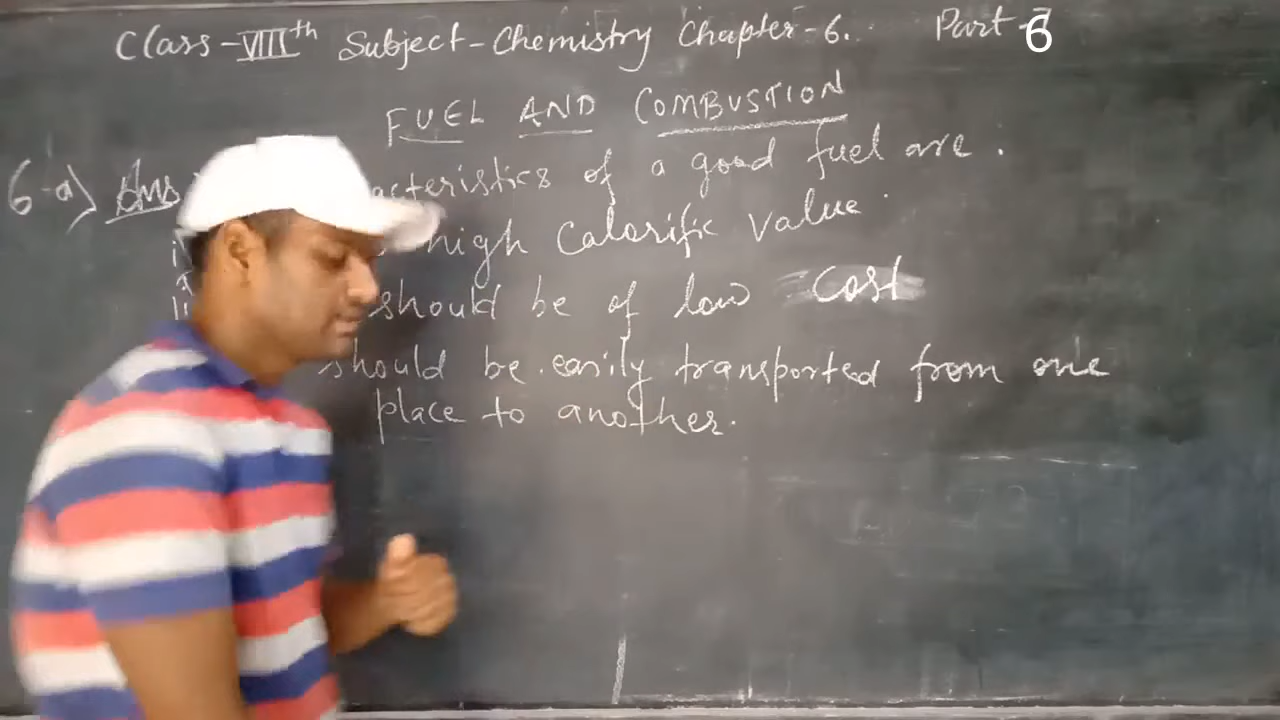 Class-VIIIth Subject-Chemistry Chapter-6. Part-6
FUEL AND COMBUSTION
6-a) Ans acteristics of a good fuel are :
high Calorific value.
should be of low Cost
should be easily transported from one
place to another.